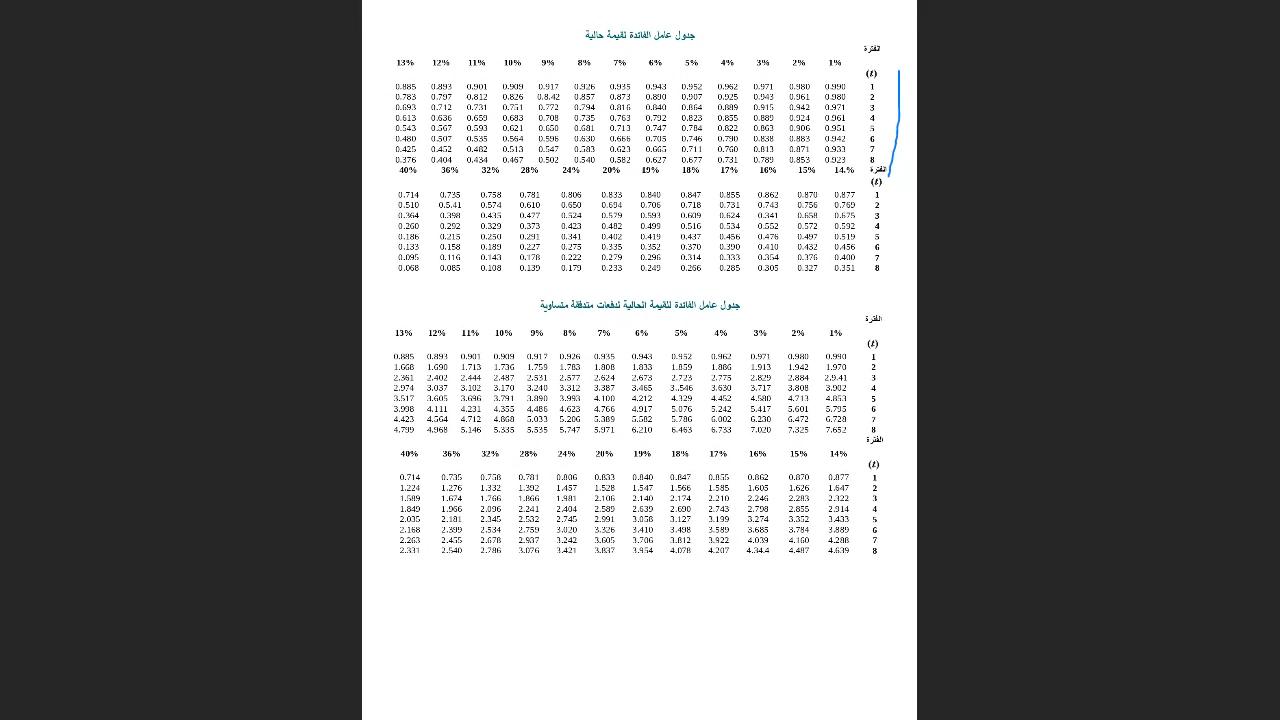 جدول عامل الفائدة لقيمة حالية
الفترة
13% 12% 11% 10% 9% 8% 7% 6% 5% 4% 3% 2% 1%
(t)
0.885 0.893 0.901 0.909 0.917 0.926 0.935 0.943 0.952 0.962 0.971 0.980 0.990 1
0.783 0.797 0.812 0.826 0.8.42 0.857 0.873 0.890 0.907 0.925 0.943 0.961 0.980 2
0.693 0.712 0.731 0.751 0.772 0.794 0.816 0.840 0.864 0.889 0.915 0.942 0.971 3
0.613 0.636 0.659 0.683 0.708 0.735 0.763 0.792 0.823 0.855 0.889 0.924 0.961 4
0.543 0.567 0.593 0.621 0.650 0.681 0.713 0.747 0.784 0.822 0.863 0.906 0.951 5
0.480 0.507 0.535 0.564 0.596 0.630 0.666 0.705 0.746 0.790 0.838 0.883 0.942 6
0.425 0.452 0.482 0.513 0.547 0.583 0.623 0.665 0.711 0.760 0.813 0.871 0.933 7
0.376 0.404 0.434 0.467 0.502 0.540 0.582 0.627 0.677 0.731 0.789 0.853 0.923 8
40% 36% 32% 28% 24% 20% 19% 18% 17% 16% 15% 14.% الفترة
(t)
0.714 0.735 0.758 0.781 0.806 0.833 0.840 0.847 0.855 0.862 0.870 0.877 1
0.510 0.5.41 0.574 0.610 0.650 0.694 0.706 0.718 0.731 0.743 0.756 0.769 2
0.364 0.398 0.435 0.477 0.524 0.579 0.593 0.609 0.624 0.341 0.658 0.675 3
0.260 0.292 0.329 0.373 0.423 0.482 0.499 0.516 0.534 0.552 0.572 0.592 4
0.186 0.215 0.250 0.291 0.341 0.402 0.419 0.437 0.456 0.476 0.497 0.519 5
0.133 0.158 0.189 0.227 0.275 0.335 0.352 0.370 0.390 0.410 0.432 0.456 6
0.095 0.116 0.143 0.178 0.222 0.279 0.296 0.314 0.333 0.354 0.376 0.400 7
0.068 0.085 0.108 0.139 0.179 0.233 0.249 0.266 0.285 0.305 0.327 0.351 8
جدول عامل الفائدة للقيمة الحالية لدفعات متدفقة متساوية
الفترة
13% 12% 11% 10% 9% 8% 7% 6% 5% 4% 3% 2% 1%
(t)
0.885 0.893 0.901 0.909 0.917 0.926 0.935 0.943 0.952 0.962 0.971 0.980 0.990 1
1.668 1.690 1.713 1.736 1.759 1.783 1.808 1.833 1.859 1.886 1.913 1.942 1.970 2
2.361 2.402 2.444 2.487 2.531 2.577 2.624 2.673 2.723 2.775 2.829 2.884 2.9.41 3
2.974 3.037 3.102 3.170 3.240 3.312 3.387 3.465 3..546 3.630 3.717 3.808 3.902 4
3.517 3.605 3.696 3.791 3.890 3.993 4.100 4.212 4.329 4.452 4.580 4.713 4.853 5
3.998 4.111 4.231 4.355 4.486 4.623 4.766 4.917 5.076 5.242 5.417 5.601 5.795 6
4.423 4.564 4.712 4.868 5.033 5.206 5.389 5.582 5.786 6.002 6.230 6.472 6.728 7
4.799 4.968 5.146 5.335 5.535 5.747 5.971 6.210 6.463 6.733 7.020 7.325 7.652 8
الفترة
40% 36% 32% 28% 24% 20% 19% 18% 17% 16% 15% 14%
(t)
0.714 0.735 0.758 0.781 0.806 0.833 0.840 0.847 0.855 0.862 0.870 0.877 1
1.224 1.276 1.332 1.392 1.457 1.528 1.547 1.566 1.585 1.605 1.626 1.647 2
1.589 1.674 1.766 1.866 1.981 2.106 2.140 2.174 2.210 2.246 2.283 2.322 3
1.849 1.966 2.096 2.241 2.404 2.589 2.639 2.690 2.743 2.798 2.855 2.914 4
2.035 2.181 2.345 2.532 2.745 2.991 3.058 3.127 3.199 3.274 3.352 3.433 5
2.168 2.399 2.534 2.759 3.020 3.326 3.410 3.498 3.589 3.685 3.784 3.889 6
2.263 2.455 2.678 2.937 3.242 3.605 3.706 3.812 3.922 4.039 4.160 4.288 7
2.331 2.540 2.786 3.076 3.421 3.837 3.954 4.078 4.207 4.34.4 4.487 4.639 8